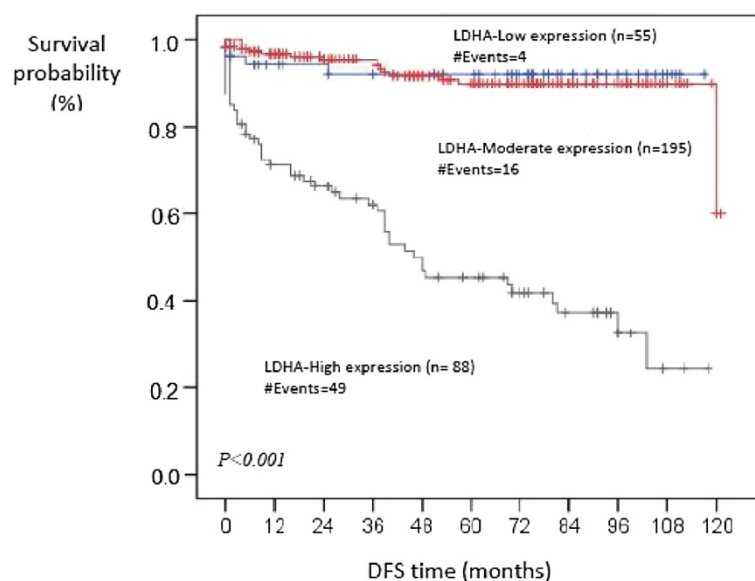 Survival
probability
(%)
1.0
0.8
0.6
0.4
0.2
0.0
LDHA-Low expression (n=55)
#Events=4
LDHA-Moderate expression (n=195)
#Events=16
LDHA-High expression (n= 88)
#Events=49
P<0.001
0 12 24 36 48 60 72 84 96 108 120
DFS time (months)